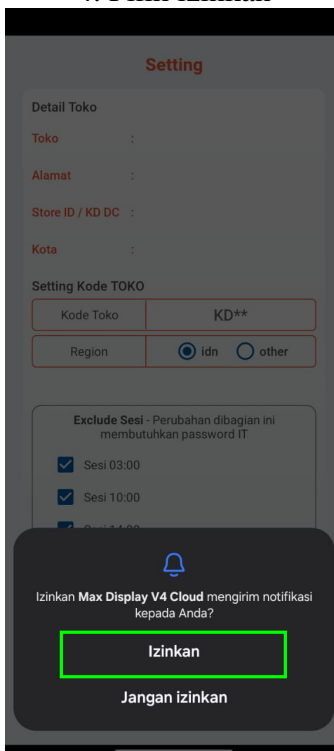 Setting
Detail Toko
Toko :
Alamat :
Store ID / KD DC :
Kota :
Setting Kode TOKO
Kode Toko KD**
Region idn other
Exclude Sesi - Perubahan dibagian ini
membutuhkan password IT
Sesi 03:00
Sesi 10:00
Izinkan Max Display V4 Cloud mengirim notifikasi
kepada Anda?
Izinkan
Jangan izinkan